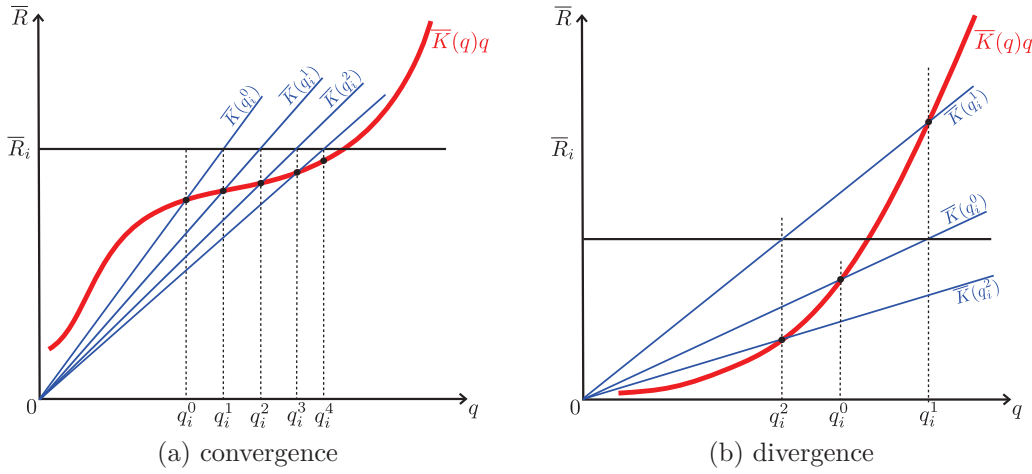 R̅
K̅(q)q
K̅(q_i^0)
K̅(q_i^1)
K̅(q_i^2)
R̅_i
0
q_i^0 q_i^1 q_i^2 q_i^3 q_i^4 q
(a) convergence
R̅
K̅(q)q
K̅(q_i^1)
R̅_i
K̅(q_i^0)
K̅(q_i^2)
0
q_i^2 q_i^0 q_i^1 q
(b) divergence